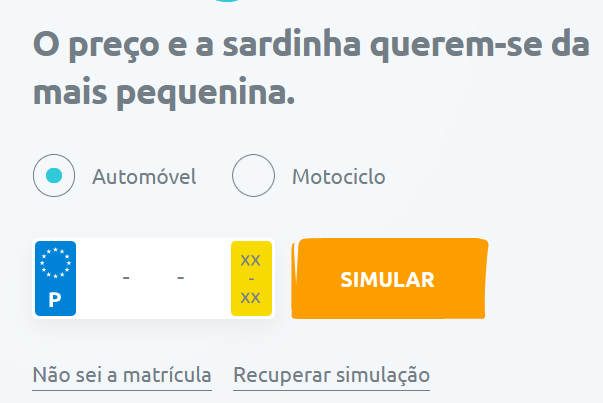 O preço e a sardinha querem-se da
mais pequenina.
Automóvel Motociclo
P - - XX - XX SIMULAR
Não sei a matrícula Recuperar simulação